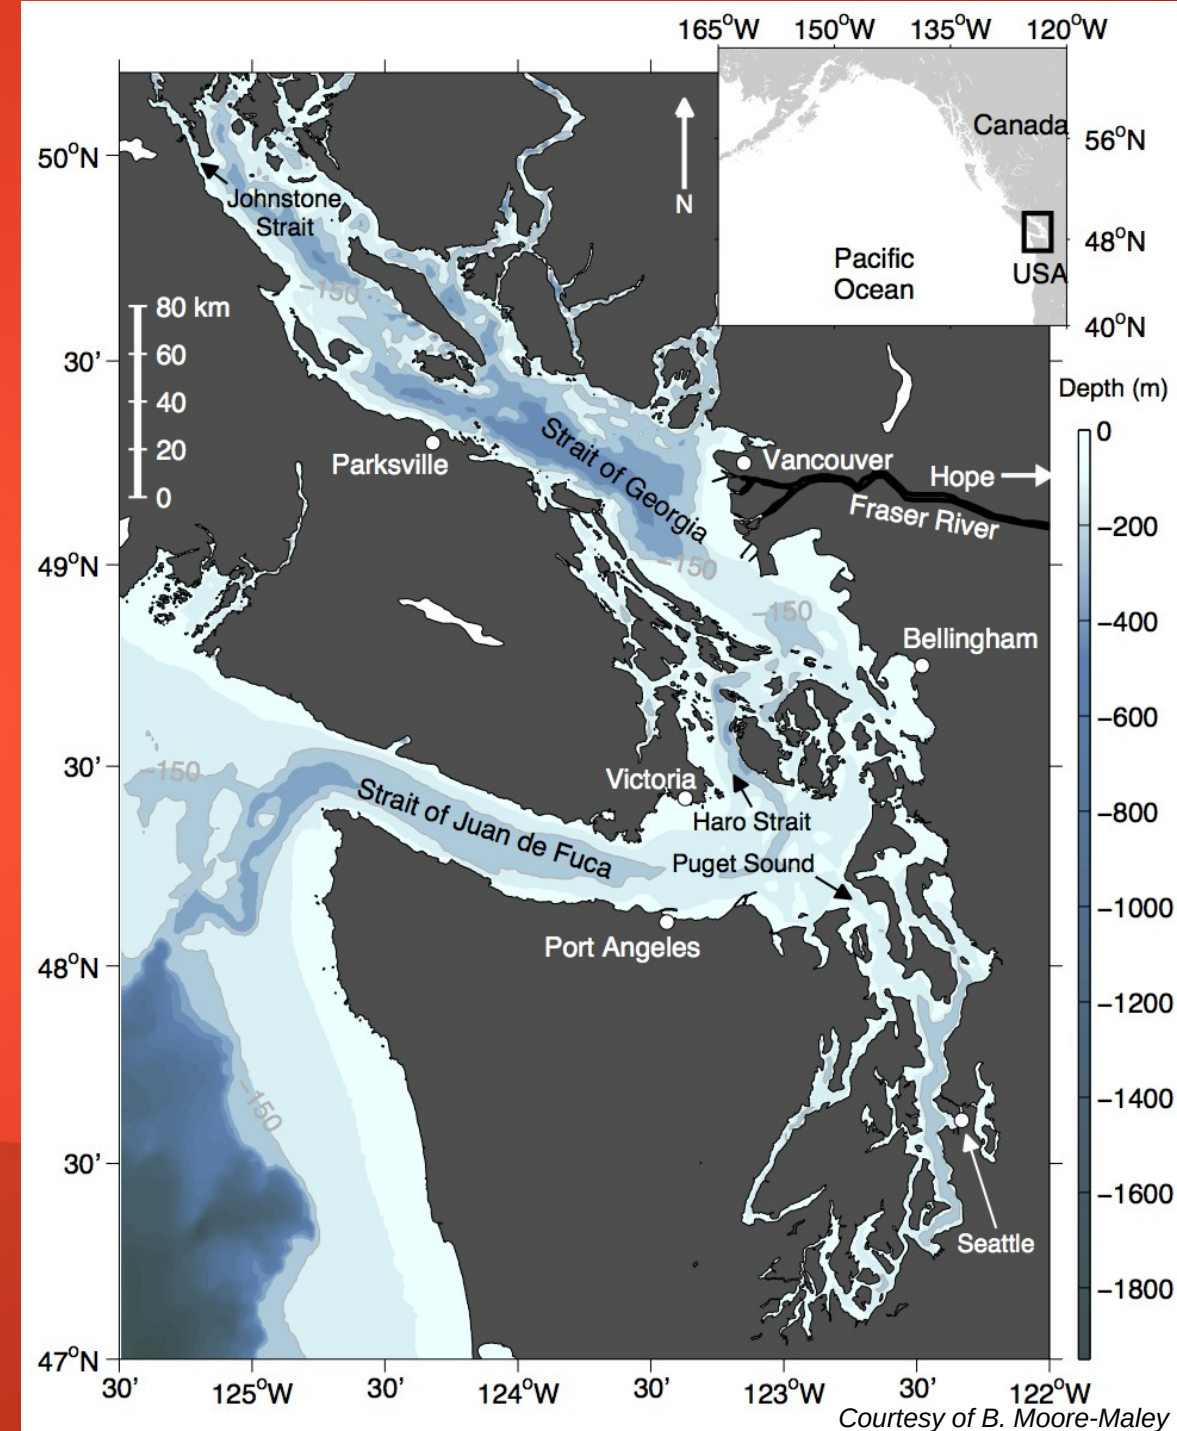 165°W 150°W 135°W 120°W
Canada
56°N
48°N
Pacific
Ocean
USA
40°N
50°N
Johnstone
Strait
N
−150
80 km
60
40
20
0
30'
Depth (m)
0
−200
−400
−600
−800
−1000
−1200
−1400
−1600
−1800
Parksville
Strait of Georgia
Vancouver
Hope
Fraser River
49°N
−150
−150
Bellingham
30'
−150
Victoria
Strait of Juan de Fuca
Haro Strait
Puget Sound
Port Angeles
48°N
−150
30'
Seattle
47°N
30' 125°W 30' 124°W 30' 123°W 30' 122°W
Courtesy of B. Moore-Maley